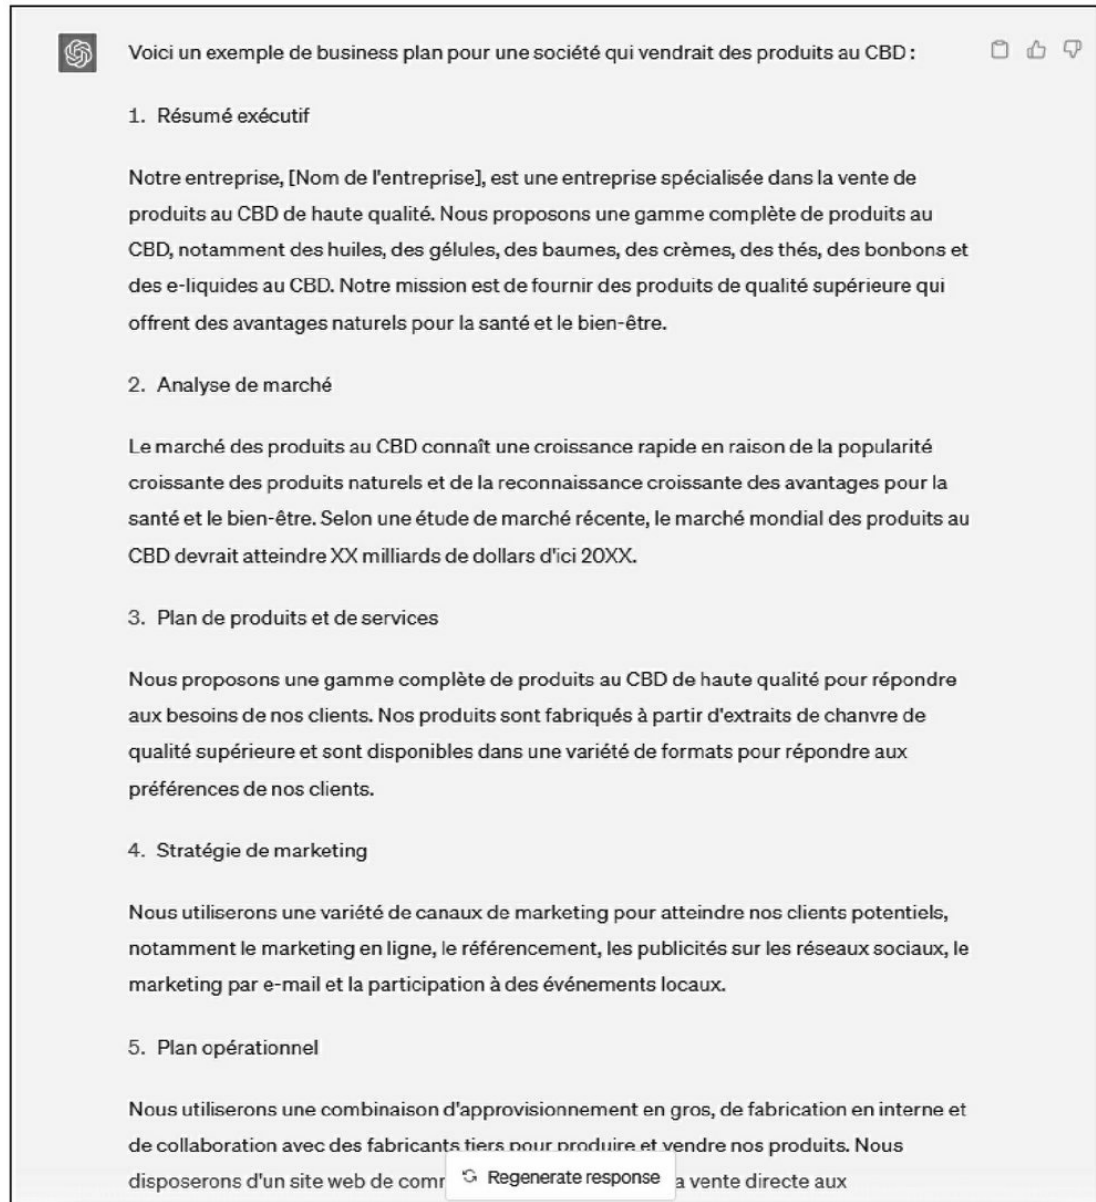 Voici un exemple de business plan pour une société qui vendrait des produits au CBD :
1. Résumé exécutif
Notre entreprise, [Nom de l'entreprise], est une entreprise spécialisée dans la vente de
produits au CBD de haute qualité. Nous proposons une gamme complète de produits au
CBD, notamment des huiles, des gélules, des baumes, des crèmes, des thés, des bonbons et
des e-liquides au CBD. Notre mission est de fournir des produits de qualité supérieure qui
offrent des avantages naturels pour la santé et le bien-être.
2. Analyse de marché
Le marché des produits au CBD connaît une croissance rapide en raison de la popularité
croissante des produits naturels et de la reconnaissance croissante des avantages pour la
santé et le bien-être. Selon une étude de marché récente, le marché mondial des produits au
CBD devrait atteindre XX milliards de dollars d'ici 20XX.
3. Plan de produits et de services
Nous proposons une gamme complète de produits au CBD de haute qualité pour répondre
aux besoins de nos clients. Nos produits sont fabriqués à partir d'extraits de chanvre de
qualité supérieure et sont disponibles dans une variété de formats pour répondre aux
préférences de nos clients.
4. Stratégie de marketing
Nous utiliserons une variété de canaux de marketing pour atteindre nos clients potentiels,
notamment le marketing en ligne, le référencement, les publicités sur les réseaux sociaux, le
marketing par e-mail et la participation à des événements locaux.
5. Plan opérationnel
Nous utiliserons une combinaison d'approvisionnement en gros, de fabrication en interne et
de collaboration avec des fabricants tiers pour produire et vendre nos produits. Nous
disposerons d'un site web de com Regenerate response a vente directe aux